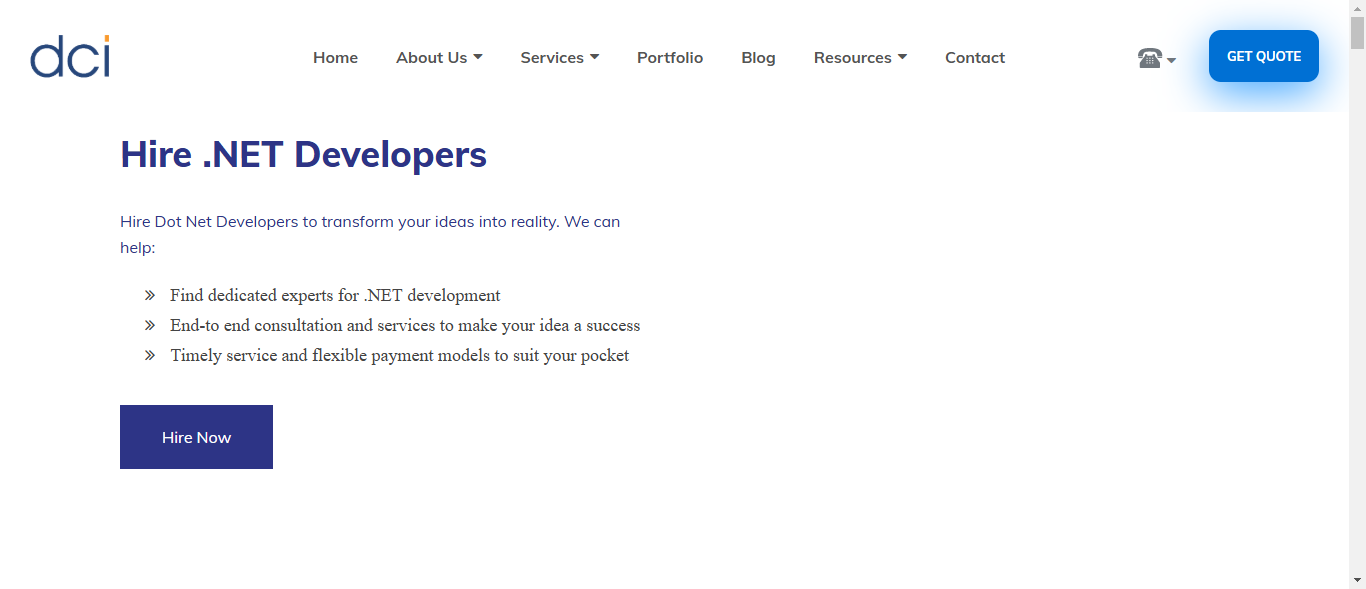 dci
Home About Us Services Portfolio Blog Resources Contact GET QUOTE
Hire .NET Developers
Hire Dot Net Developers to transform your ideas into reality. We can
help:
Find dedicated experts for .NET development
End-to end consultation and services to make your idea a success
Timely service and flexible payment models to suit your pocket
Hire Now